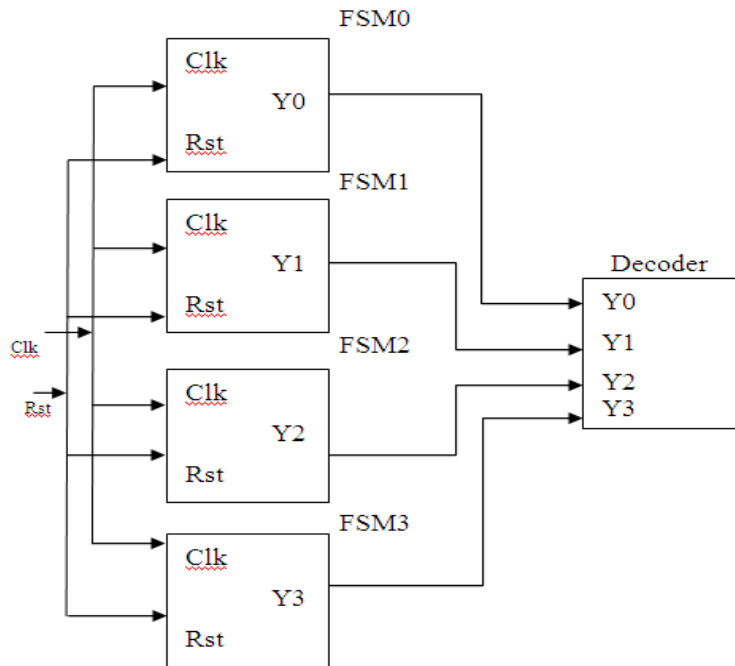 FSM0
Clk
Y0
Rst
FSM1
Clk
Y1
Rst
Clk
Rst
FSM2
Clk
Y2
Rst
FSM3
Clk
Y3
Rst
Decoder
Y0
Y1
Y2
Y3